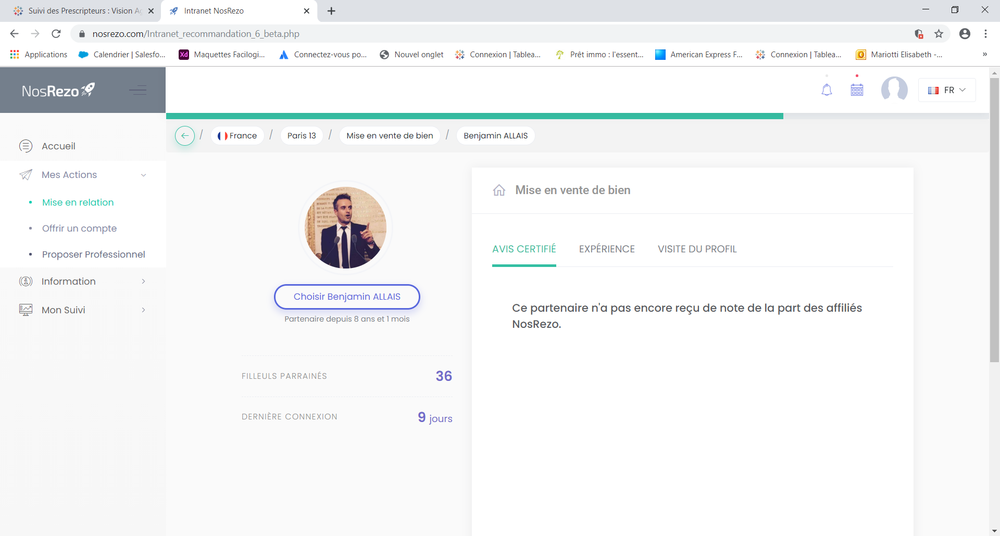 Suivi des Prescripteurs : Vision Ag
Intranet NosRezo
nosrezo.com/Intranet_recommandation_6_beta.php
Applications
Calendrier | Salesfo...
Xd
Maquettes Facilogi...
Connectez-vous po...
Nouvel onglet
Connexion | Tablea...
Prêt immo : l'essent...
American Express F...
Connexion | Tablea...
Mariotti Elisabeth -...
»
NosRezo
FR
/
France
/
Paris 13
/
Mise en vente de bien
/
Benjamin ALLAIS
Accueil
Mes Actions
Mise en relation
Offrir un compte
Proposer Professionnel
Information
Mon Suivi
Choisir Benjamin ALLAIS
Partenaire depuis 8 ans et 1 mois
FILLEULS PARRAINÉS
36
DERNIÈRE CONNEXION
9 jours
Mise en vente de bien
AVIS CERTIFIÉ
EXPÉRIENCE
VISITE DU PROFIL
Ce partenaire n'a pas encore reçu de note de la part des affiliés
NosRezo.